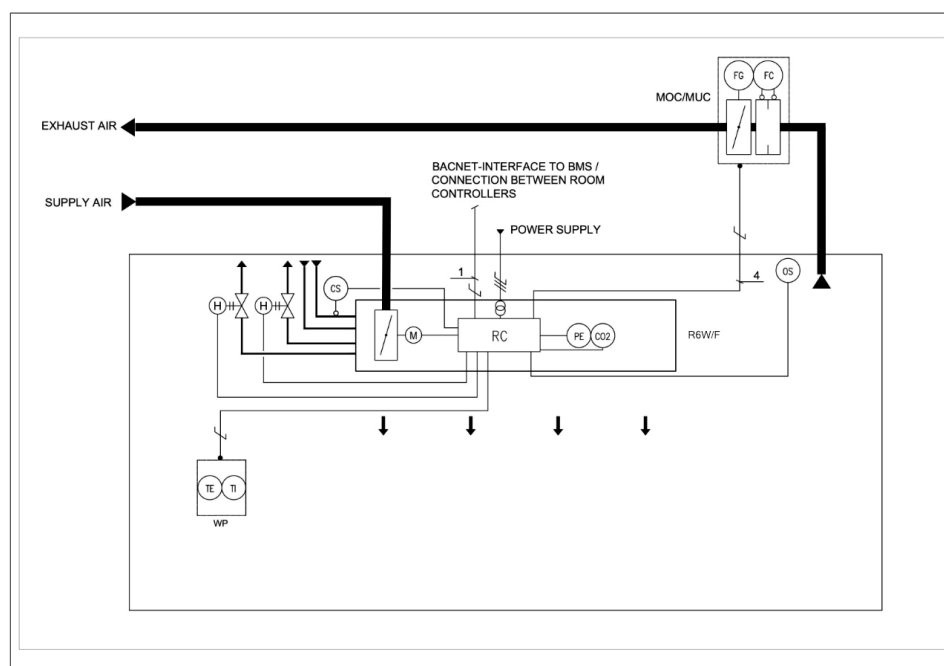 FG FC
MOC/MUC
EXHAUST AIR
BACNET-INTERFACE TO BMS /
CONNECTION BETWEEN ROOM
CONTROLLERS
SUPPLY AIR
POWER SUPPLY
1
4
OS
CS
H
H
M
RC
PE CO2
R6W/F
TE TI
WP